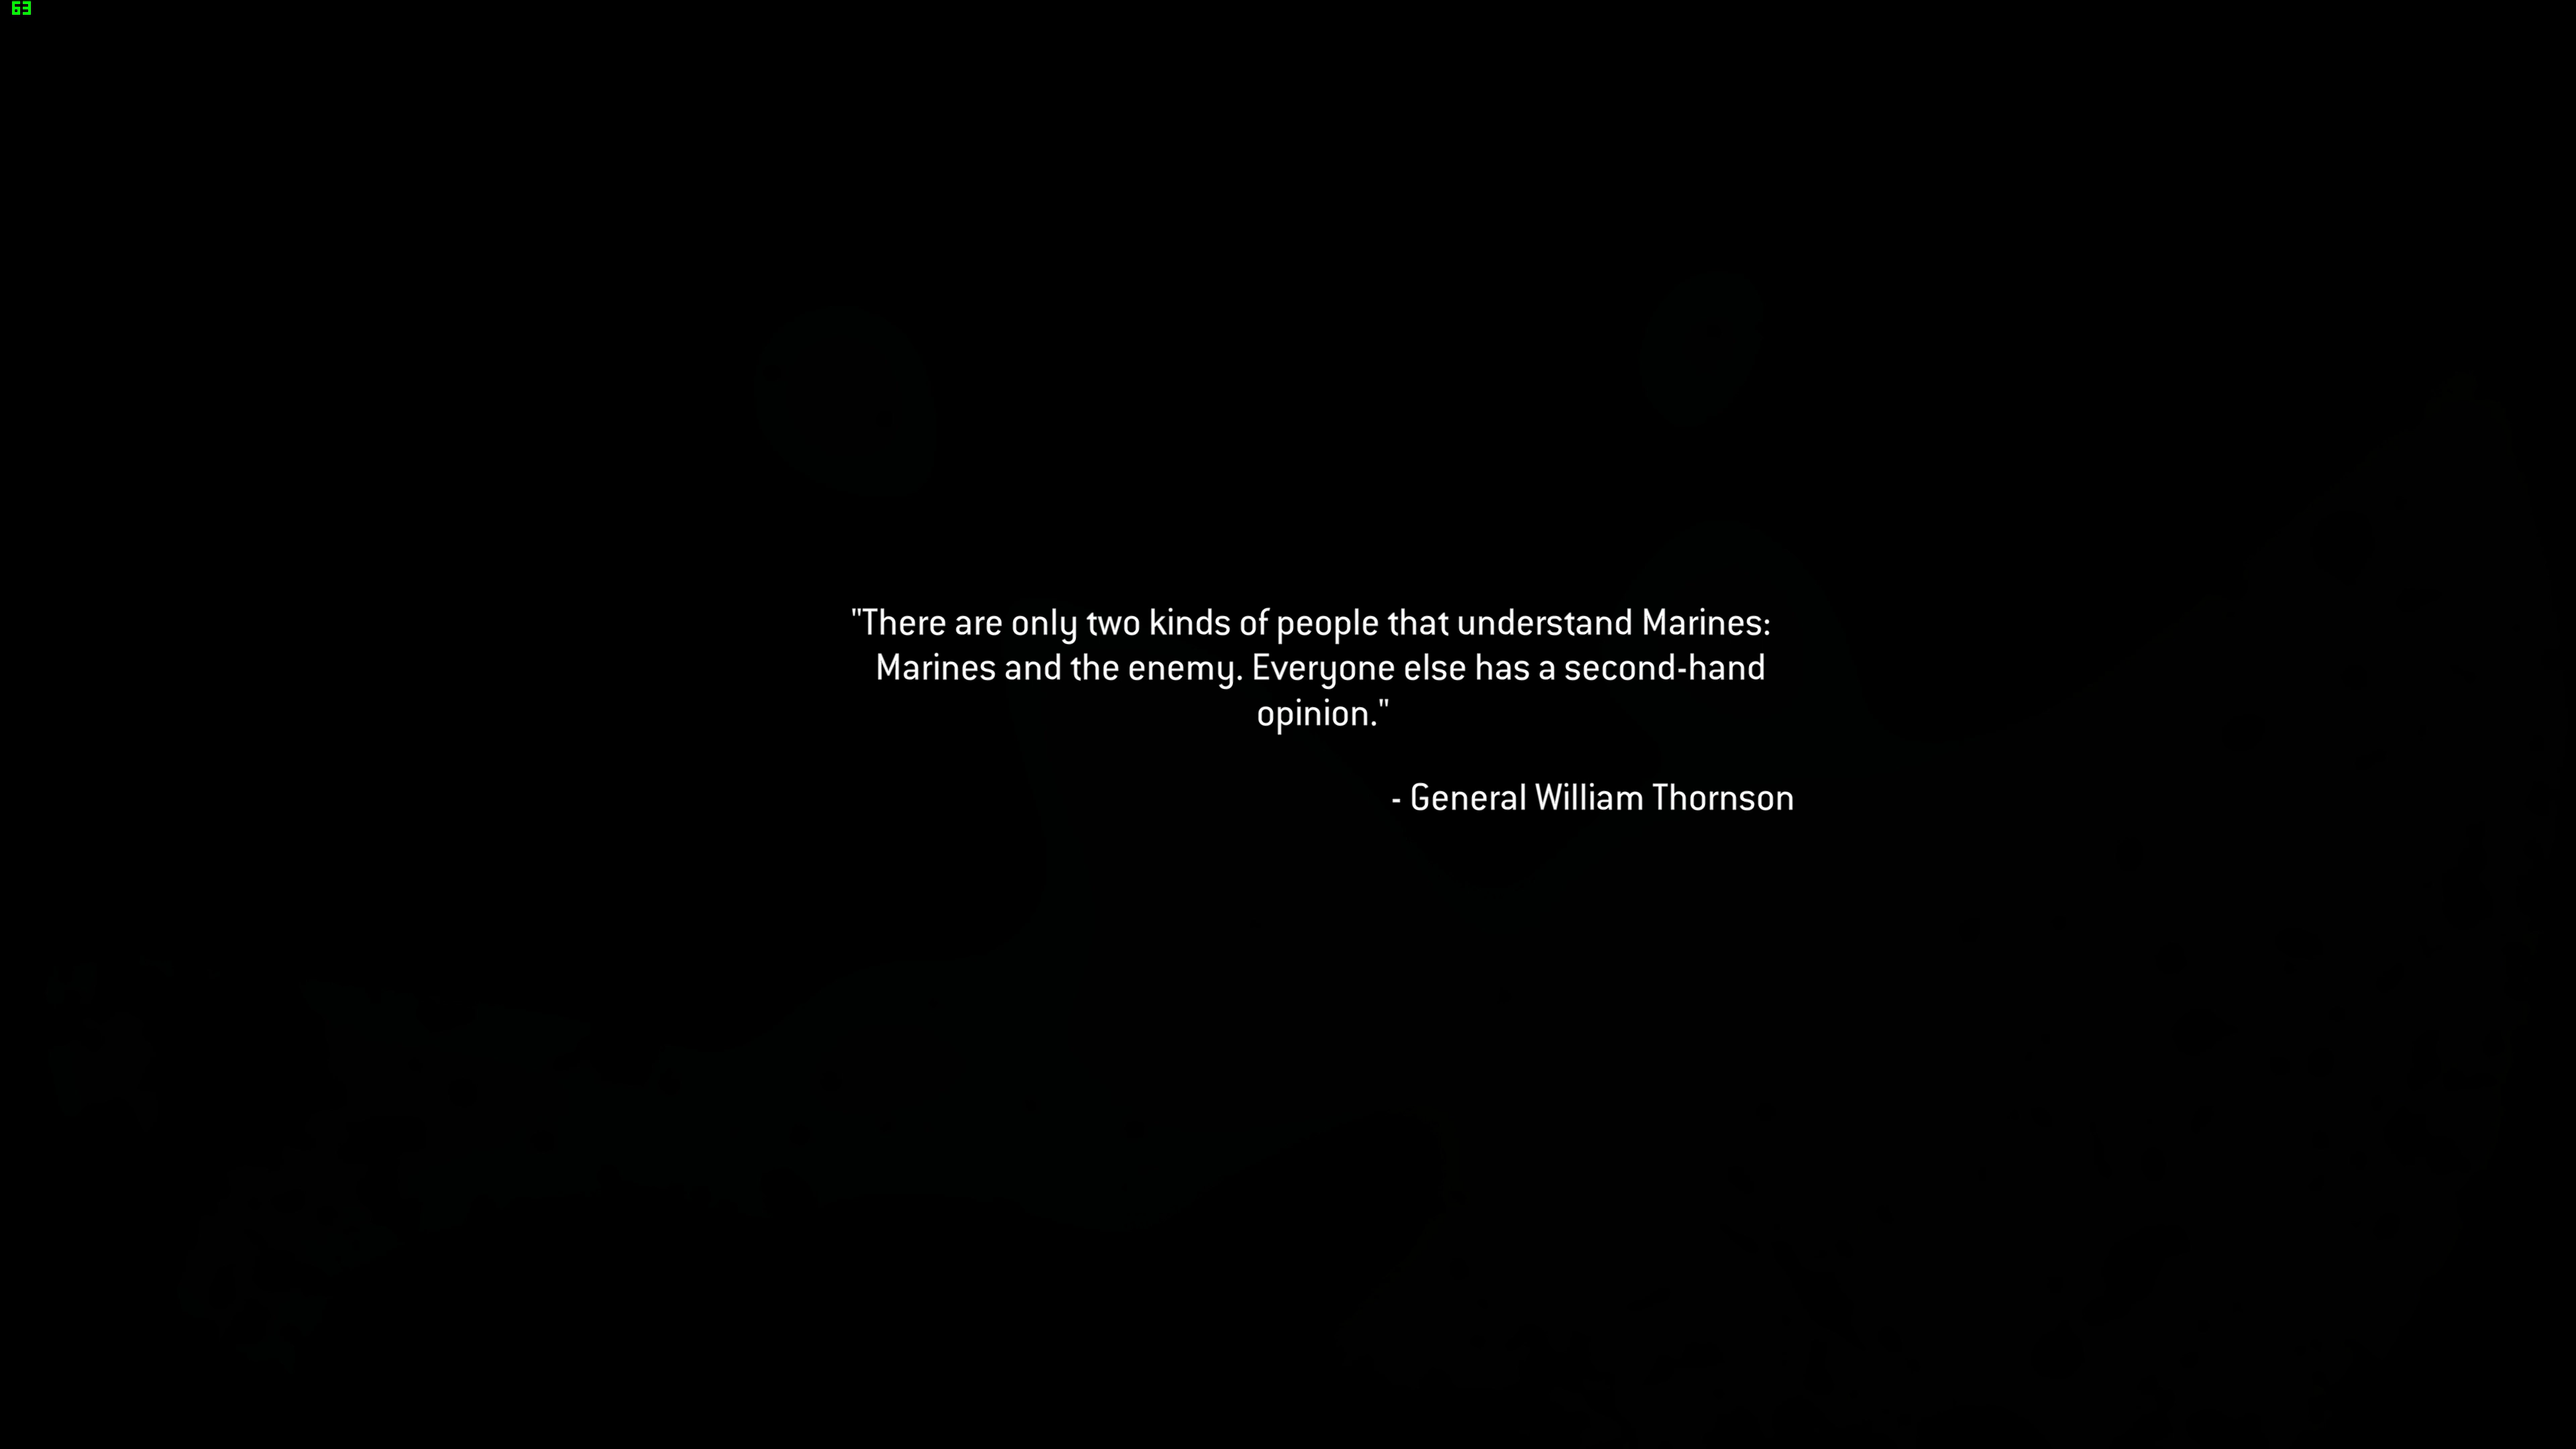 63
"There are only two kinds of people that understand Marines:
Marines and the enemy. Everyone else has a second-hand
opinion."
- General William Thornson